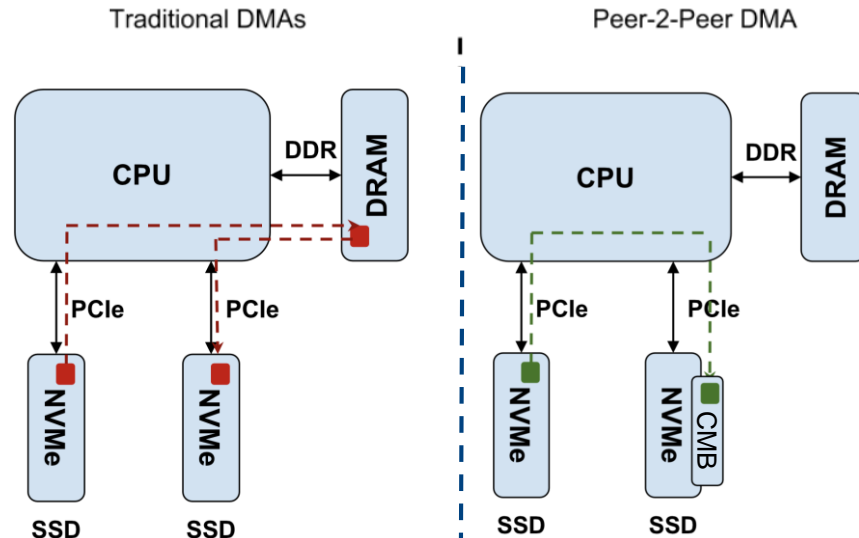 Traditional DMAs
CPU
DDR
DRAM
PCIe
PCIe
NVMe
NVMe
SSD
SSD
I
Peer-2-Peer DMA
CPU
DDR
DRAM
PCIe
PCIe
NVMe
NVMe
CMB
SSD
SSD